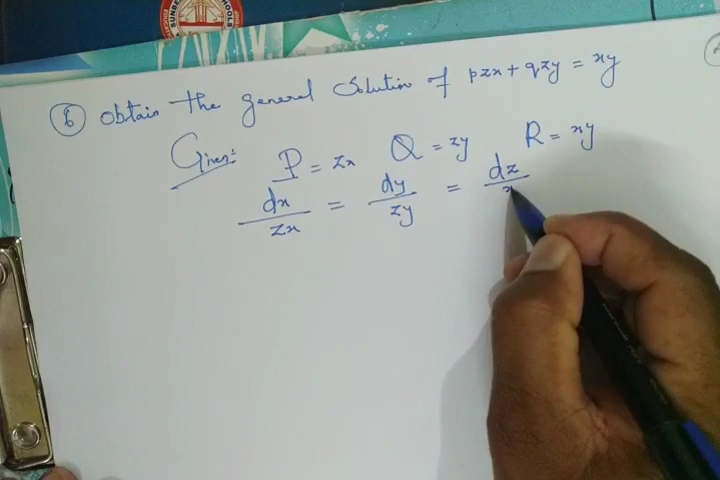 6 Obtain the general Solution of pzx + qzy = xy
Given:
P = zx Q = zy R = xy
dx/zx = dy/zy = dz/x